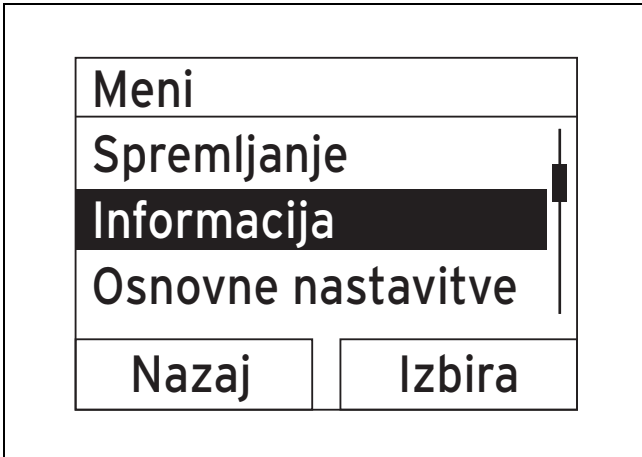 Meni
Spremljanje
Informacija
Osnovne nastavitve
Nazaj Izbira